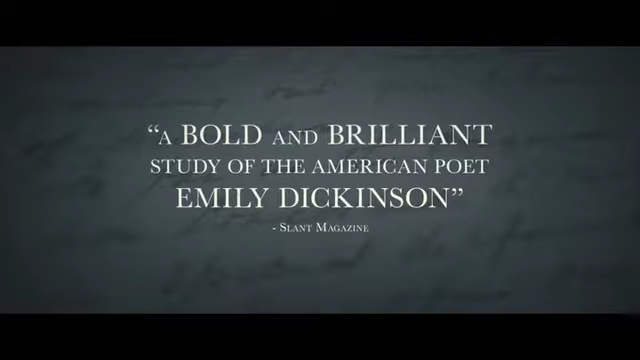 “A BOLD AND BRILLIANT
STUDY OF THE AMERICAN POET
EMILY DICKINSON”
- SLANT MAGAZINE